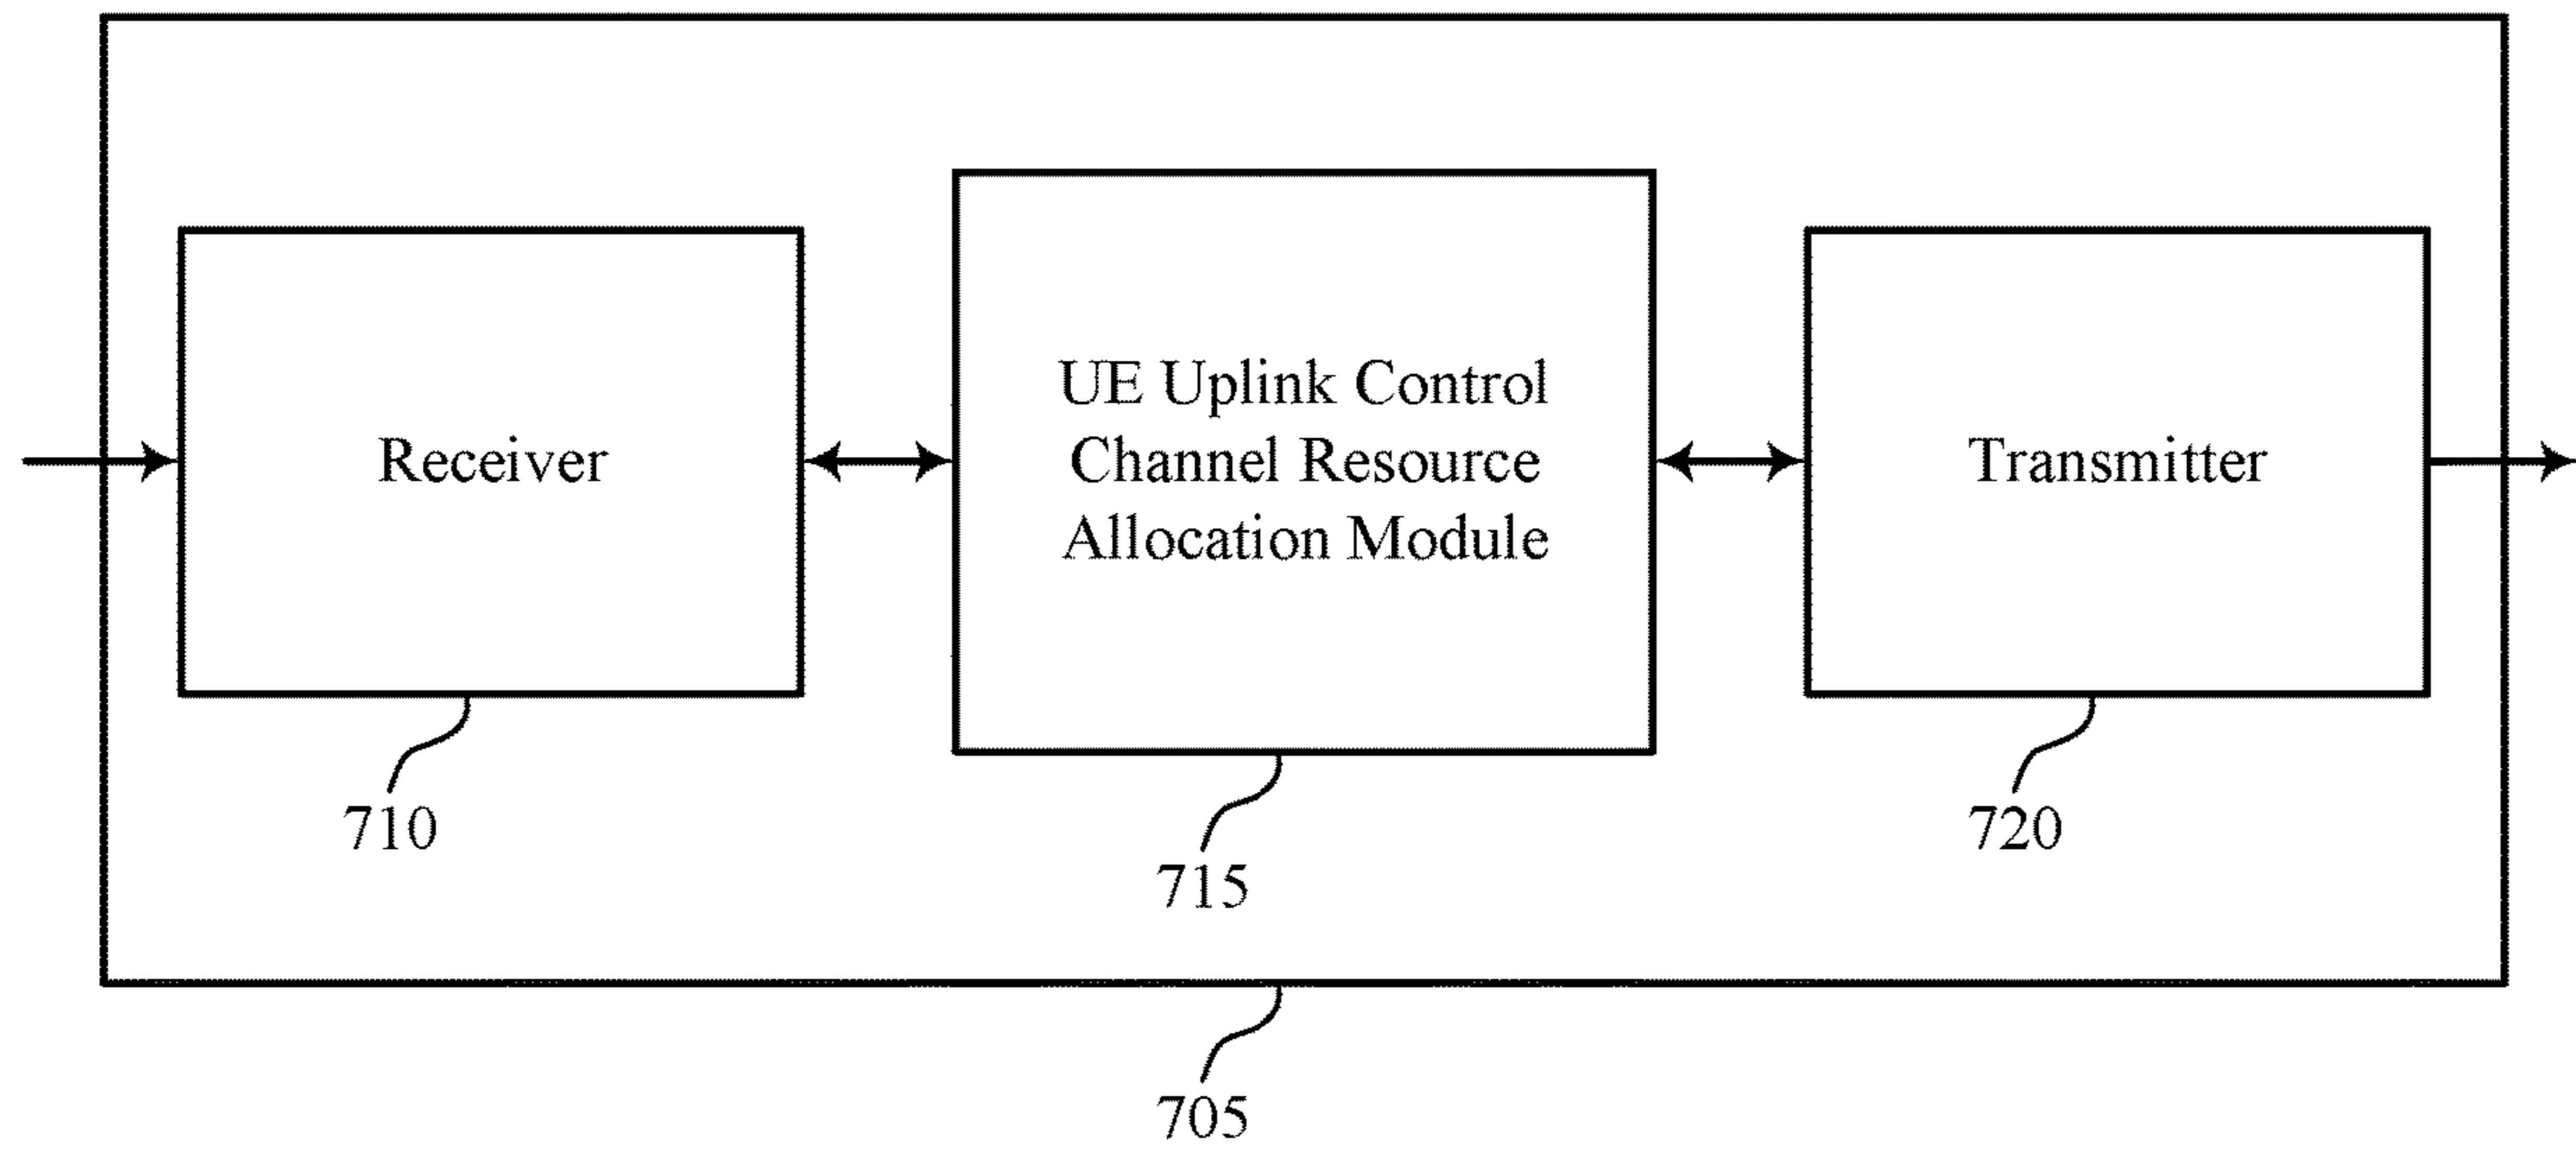 Receiver
UE Uplink Control
Channel Resource
Allocation Module
Transmitter
710
715
720
705